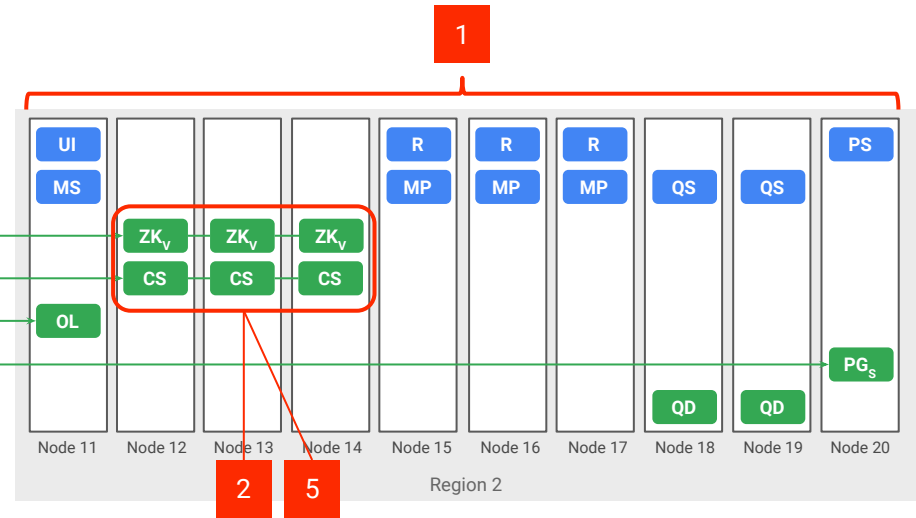 1
UI R R R PS
MS MP MP MP QS QS
ZKV ZKV ZKV
CS CS CS
OL
PGS
QD QD
Node 11 Node 12 Node 13 Node 14 Node 15 Node 16 Node 17 Node 18 Node 19 Node 20
2 5 Region 2